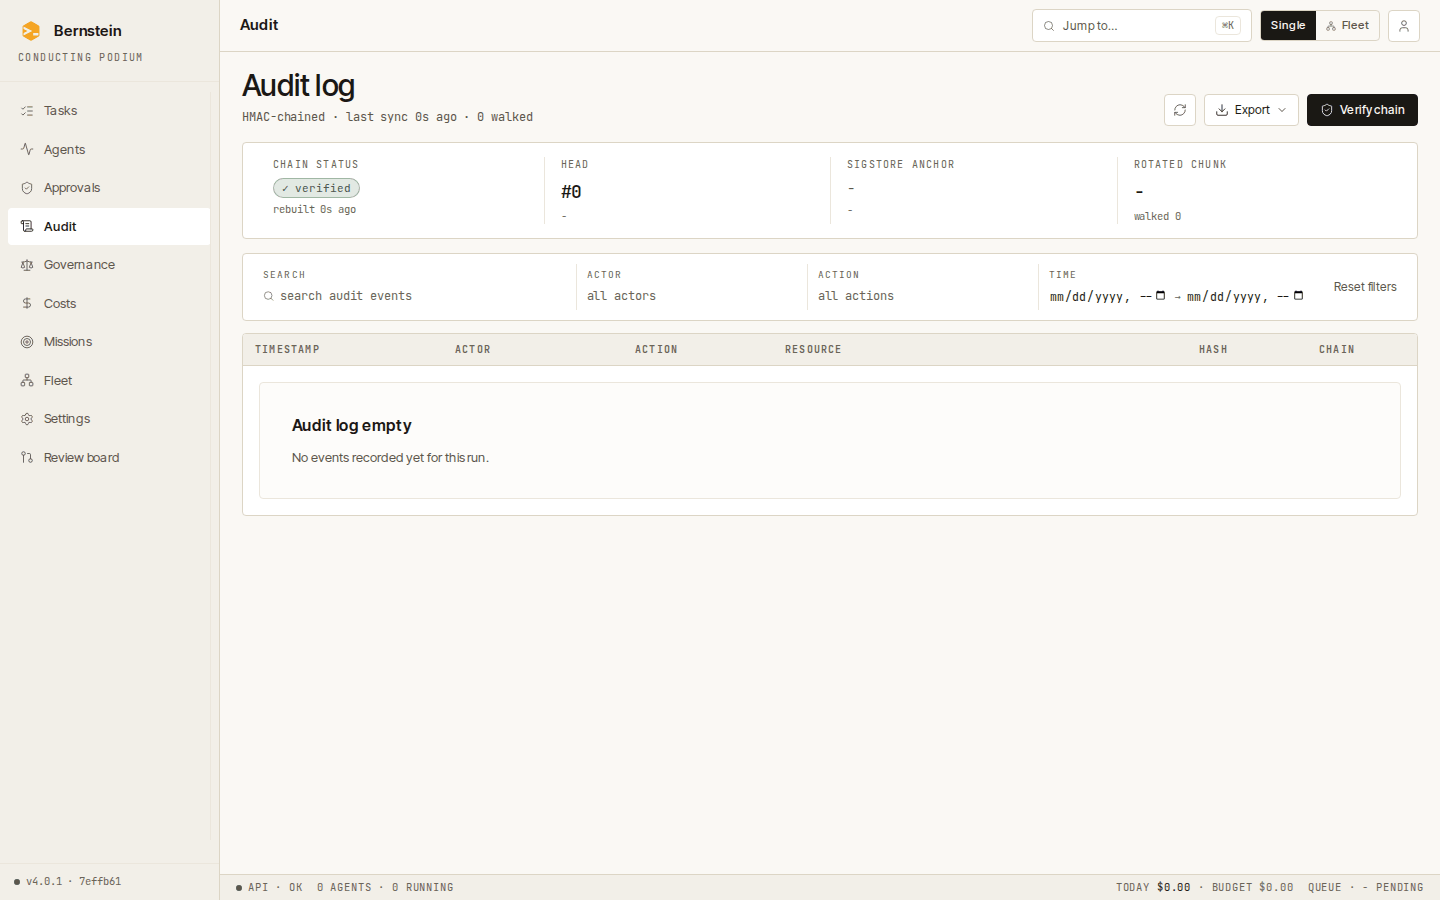 Bernstein
CONDUCTING PODIUM
Tasks
Agents
Approvals
Audit
Governance
Costs
Missions
Fleet
Settings
Review board
v4.0.1 · 7effb61
Audit
Jump to...
⌘K
Single
Fleet
Audit log
HMAC-chained · last sync 0s ago · 0 walked
Export
Verify chain
CHAIN STATUS
✓ verified
rebuilt 0s ago
HEAD
#0
-
SIGSTORE ANCHOR
-
-
ROTATED CHUNK
-
walked 0
SEARCH
search audit events
ACTOR
all actors
ACTION
all actions
TIME
mm/dd/yyyy, -- → mm/dd/yyyy, --
Reset filters
TIMESTAMP ACTOR ACTION RESOURCE HASH CHAIN
Audit log empty
No events recorded yet for this run.
API · OK 0 AGENTS · 0 RUNNING
TODAY $0.00 · BUDGET $0.00 QUEUE · - PENDING